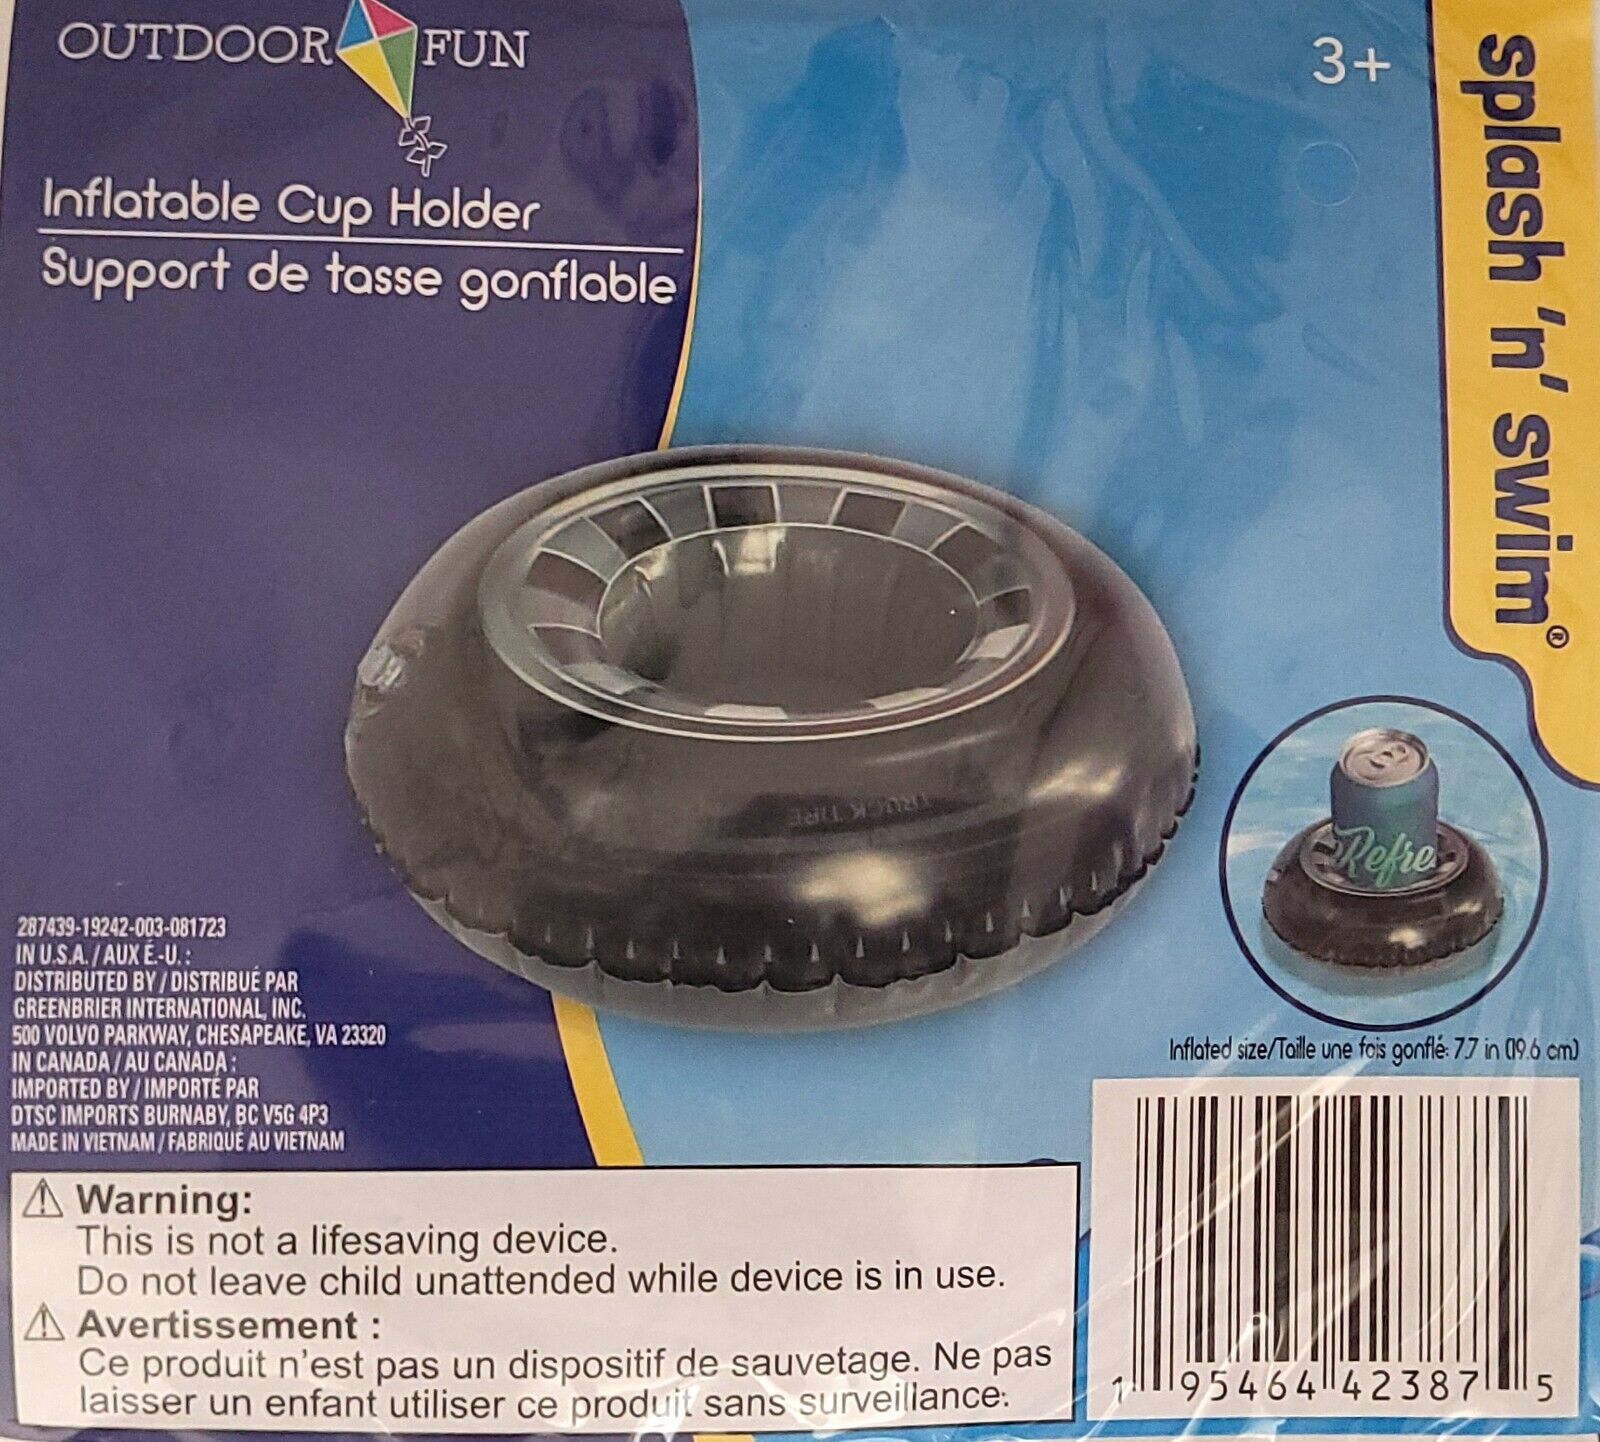 OUTDOOR FUN
3+
splash 'n' swim®
Inflatable Cup Holder
Support de tasse gonflable
TRUCK TIRE
Refre
287439-19242-003-081723
IN U.S.A. / AUX É.-U. :
DISTRIBUTED BY / DISTRIBUÉ PAR
GREENBRIER INTERNATIONAL, INC.
500 VOLVO PARKWAY, CHESAPEAKE, VA 23320
IN CANADA / AU CANADA :
IMPORTED BY / IMPORTÉ PAR
DTSC IMPORTS BURNABY, BC V5G 4P3
MADE IN VIETNAM / FABRIQUÉ AU VIETNAM
Inflated size/Taille une fois gonflé: 7.7 in (19.6 cm)
⚠ Warning:
This is not a lifesaving device.
Do not leave child unattended while device is in use.
⚠ Avertissement :
Ce produit n'est pas un dispositif de sauvetage. Ne pas
laisser un enfant utiliser ce produit sans surveillance.
1 95464 42387 5